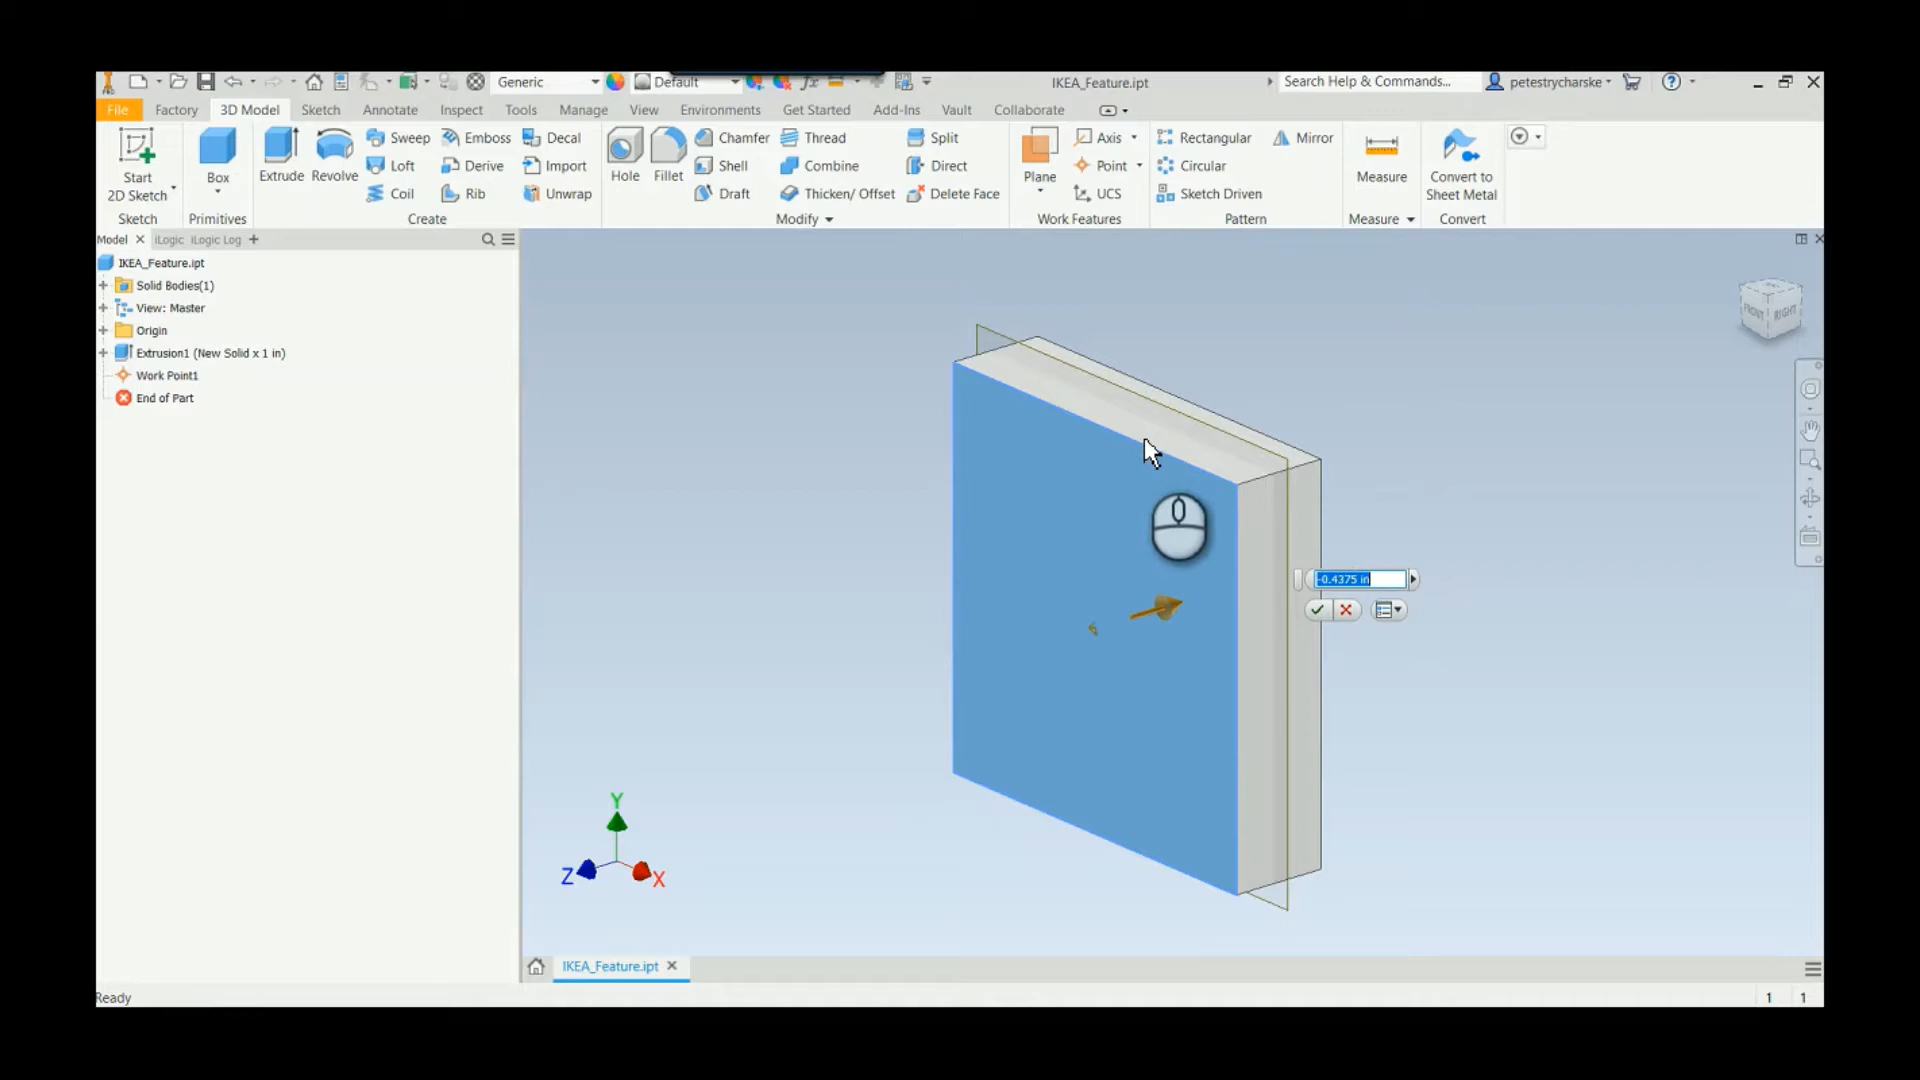 Generic Default IKEA_Feature.ipt Search Help & Commands... petestrycharske
File Factory 3D Model Sketch Annotate Inspect Tools Manage View Environments Get Started Add-Ins Vault Collaborate
Start
2D Sketch
Box
Extrude
Revolve
Sweep Emboss Decal
Loft Derive Import
Coil Rib Unwrap
Hole
Fillet
Chamfer Thread Split
Shell Combine Direct
Draft Thicken/ Offset Delete Face
Plane
Axis
Point
UCS
Rectangular Mirror
Circular
Sketch Driven
Measure
Convert to
Sheet Metal
Sketch Primitives Create Modify Work Features Pattern Measure Convert
Model iLogic iLogic Log
IKEA_Feature.ipt
Solid Bodies(1)
View: Master
Origin
Extrusion1 (New Solid x 1 in)
Work Point1
End of Part
FRONT RIGHT
-0.4375 in
Y
Z
X
IKEA_Feature.ipt
Ready 1 1